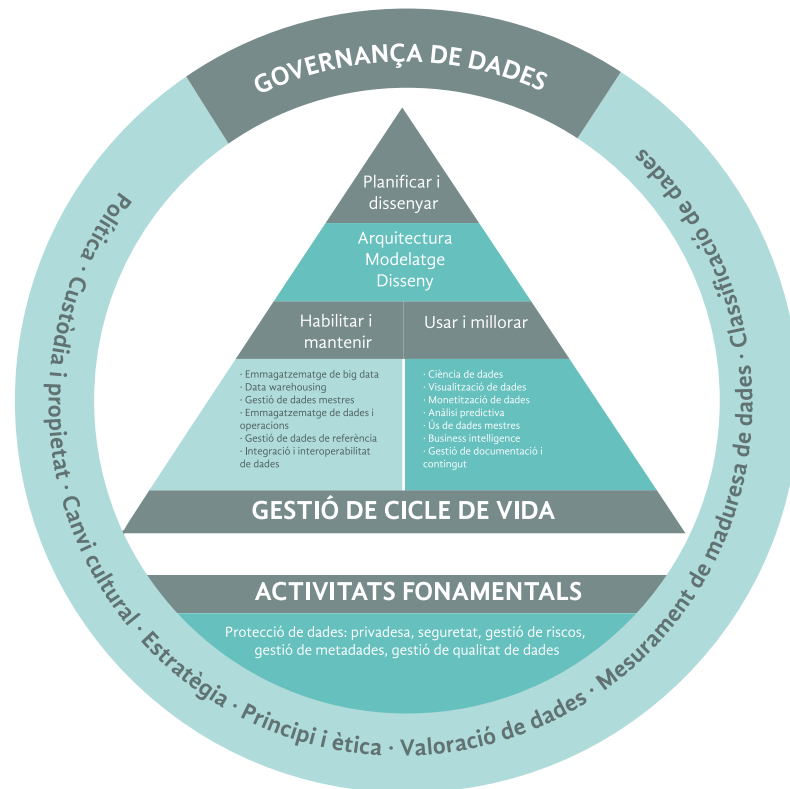 GOVERNANÇA DE DADES
Política · Custòdia i propietat · Canvi cultural · Estratègia · Principi i ètica · Valoració de dades · Mesurament de maduresa de dades · Classificació de dades
Planificar i
dissenyar
Arquitectura
Modelatge
Disseny
Habilitar i
mantenir
· Emmagatzematge de big data
· Data warehousing
· Gestió de dades mestres
· Emmagatzematge de dades i
operacions
· Gestió de dades de referència
· Integració i interoperabilitat
de dades
Usar i millorar
· Ciència de dades
· Visualització de dades
· Monetització de dades
· Anàlisi predictiva
· Ús de dades mestres
· Business intelligence
· Gestió de documentació i
contingut
GESTIÓ DE CICLE DE VIDA
ACTIVITATS FONAMENTALS
Protecció de dades: privadesa, seguretat, gestió de riscos,
gestió de metadades, gestió de qualitat de dades